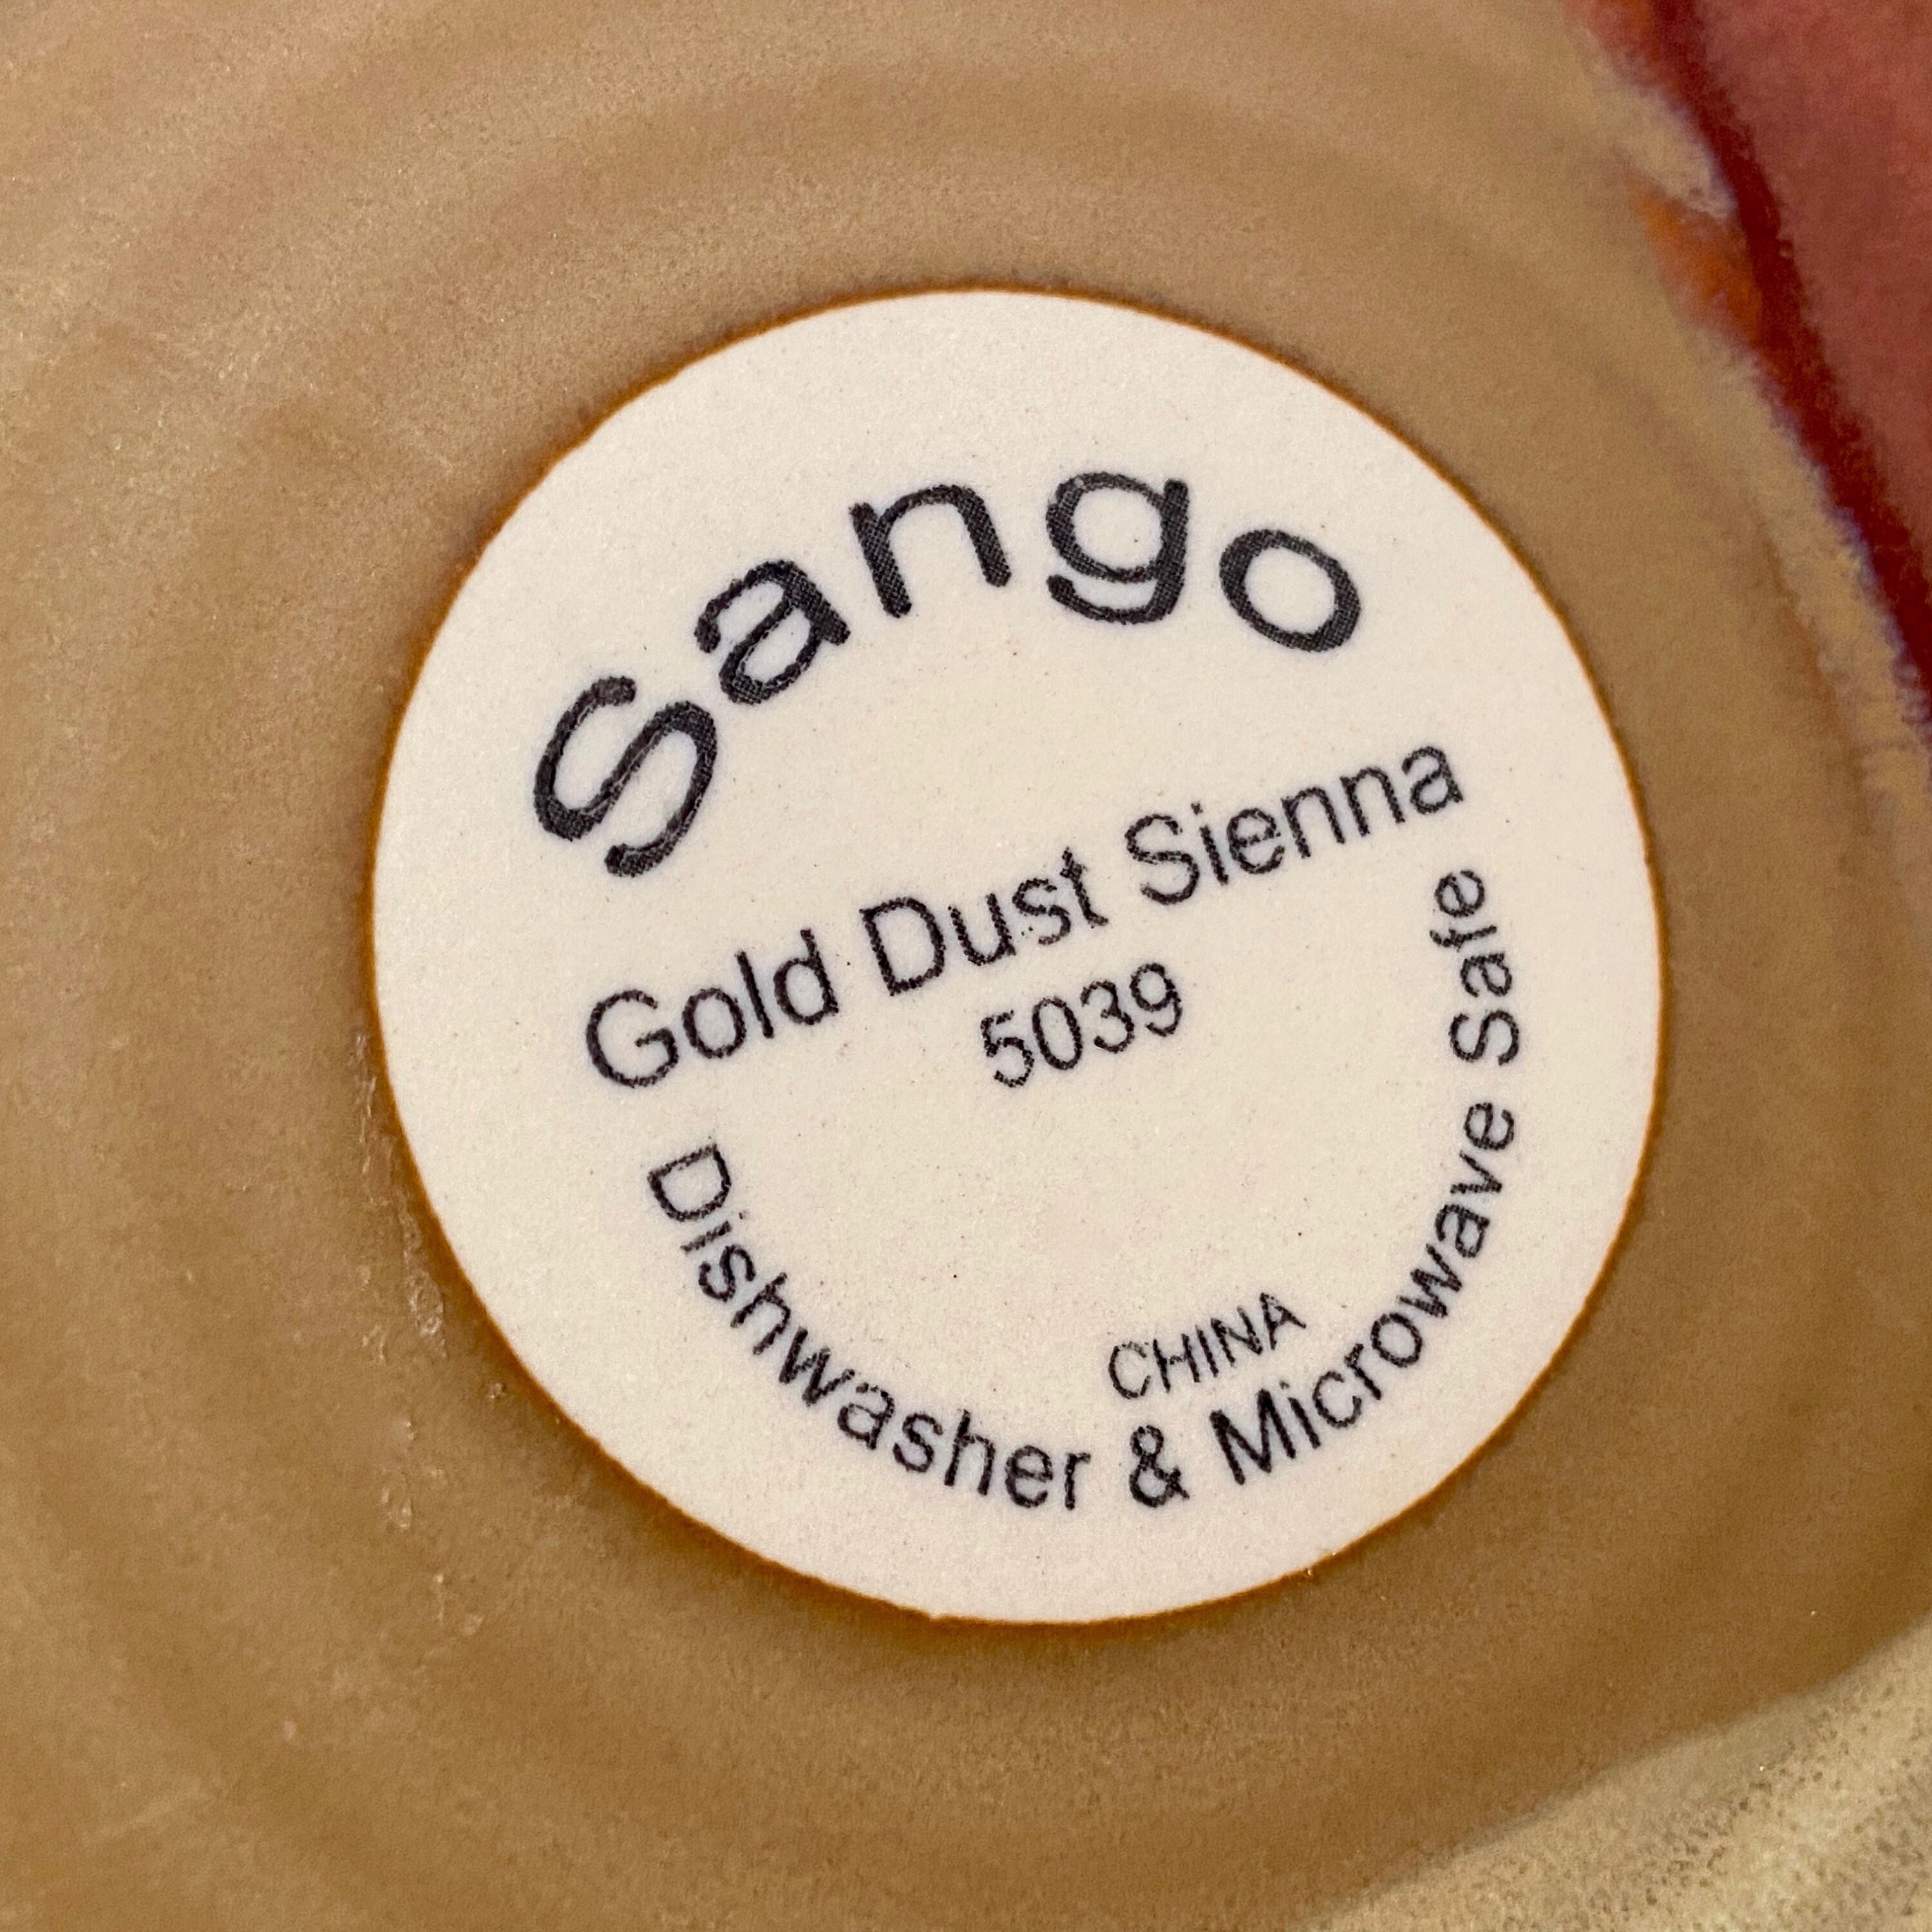 Sango
Gold Dust Sienna
5039
CHINA
Dishwasher & Microwave Safe